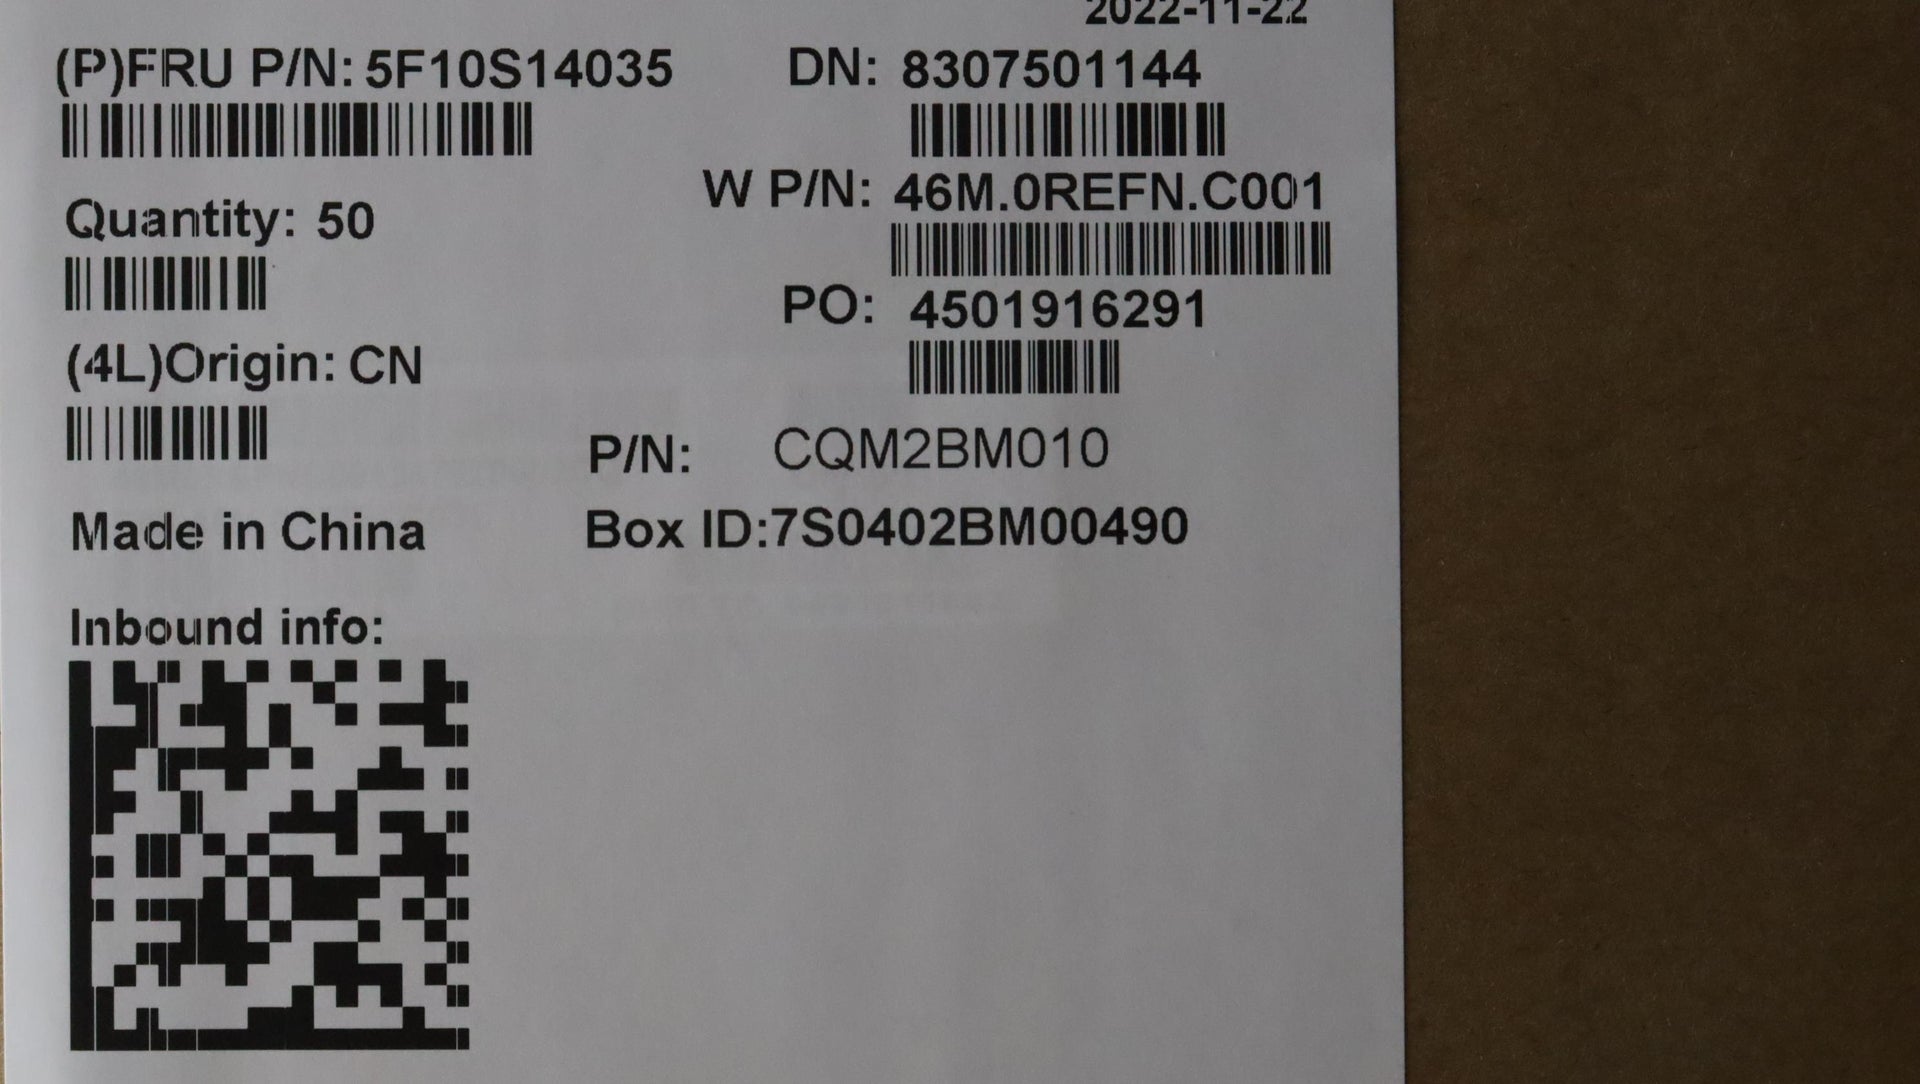 2022-11-22
(P)FRU P/N: 5F10S14035
DN: 8307501144
W P/N: 46M.0REFN.C001
Quantity: 50
PO: 4501916291
(4L)Origin: CN
P/N: CQM2BM010
Made in China
Box ID:7S0402BM00490
Inbound info: